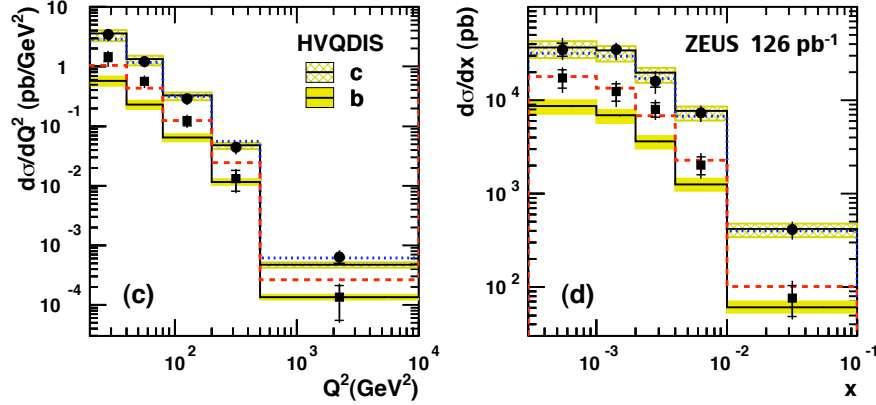 dσ/dQ² (pb/GeV²)
10
1
10⁻¹
10⁻²
10⁻³
10⁻⁴
HVQDIS
c
b
(c)
10² 10³ 10⁴
Q²(GeV²)
dσ/dx (pb)
10⁴
10³
10²
ZEUS 126 pb⁻¹
(d)
10⁻³ 10⁻² 10⁻¹
x